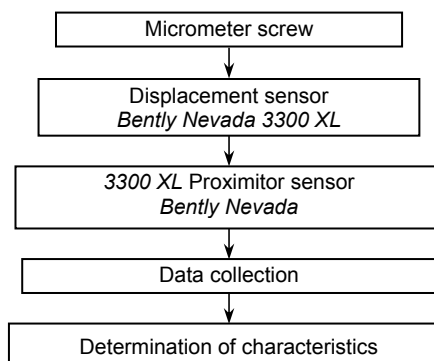 Micrometer screw
Displacement sensor
Bently Nevada 3300 XL
3300 XL Proximitor sensor
Bently Nevada
Data collection
Determination of characteristics